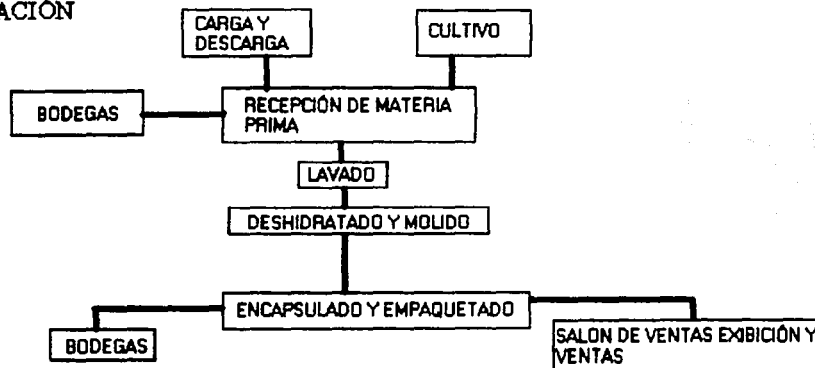 ACIÓN
CARGA Y
DESCARGA
CULTIVO
BODEGAS
RECEPCIÓN DE MATERIA
PRIMA
LAVADO
DESHIDRATADO Y MOLIDO
ENCAPSULADO Y EMPAQUETADO
BODEGAS
SALON DE VENTAS EXIBICIÓN Y
VENTAS